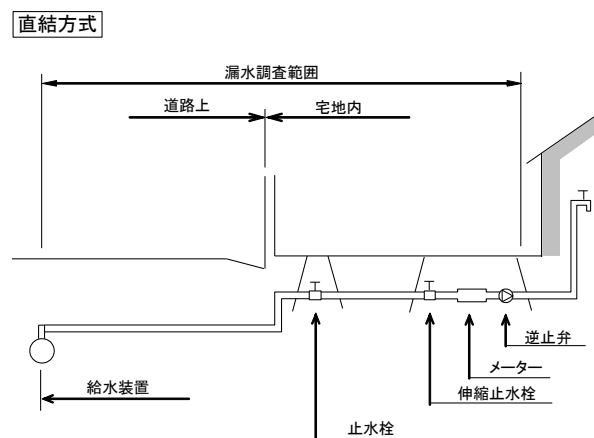 直結方式
漏水調査範囲
道路上
宅地内
逆止弁
メーター
給水装置
伸縮止水栓
止水栓